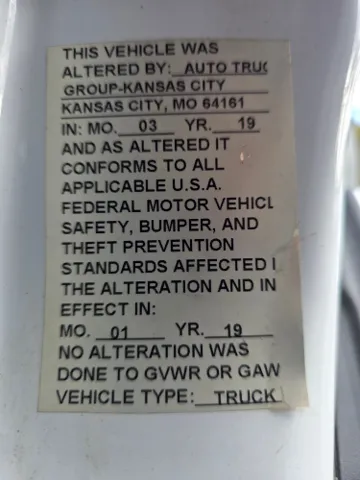 THIS VEHICLE WAS
ALTERED BY: AUTO TRUC
GROUP-KANSAS CITY
KANSAS CITY, MO 64161
IN: MO. 03 YR. 19
AND AS ALTERED IT
CONFORMS TO ALL
APPLICABLE U.S.A.
FEDERAL MOTOR VEHICL
SAFETY, BUMPER, AND
THEFT PREVENTION
STANDARDS AFFECTED
THE ALTERATION AND IN
EFFECT IN:
MO. 01 YR. 19
NO ALTERATION WAS
DONE TO GVWR OR GAW
VEHICLE TYPE: TRUCK